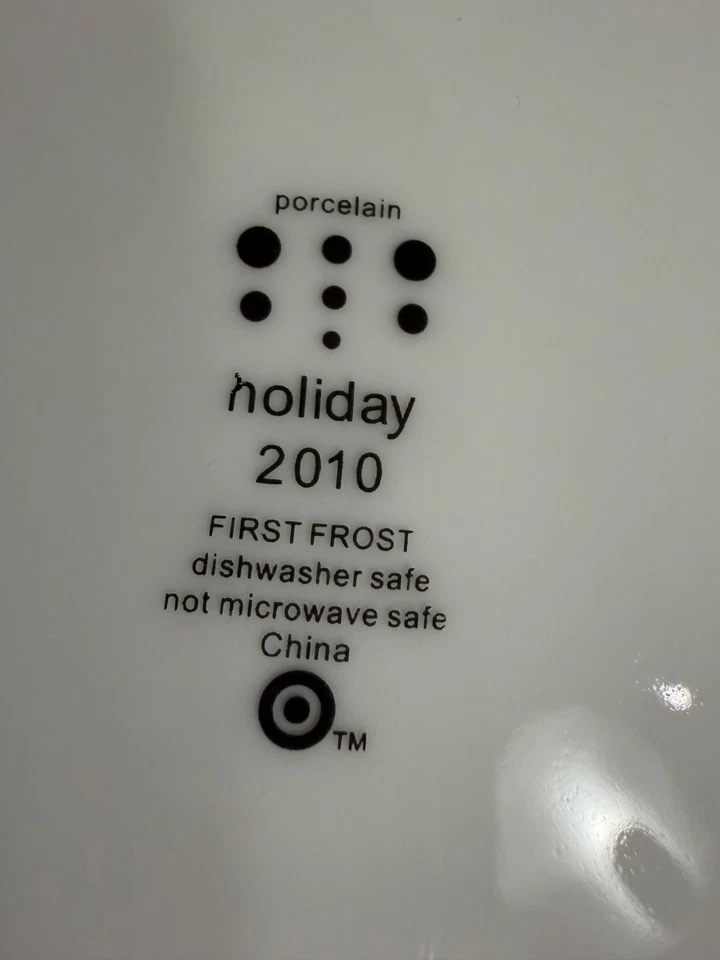 porcelain
holiday
2010
FIRST FROST
dishwasher safe
not microwave safe
China
TM